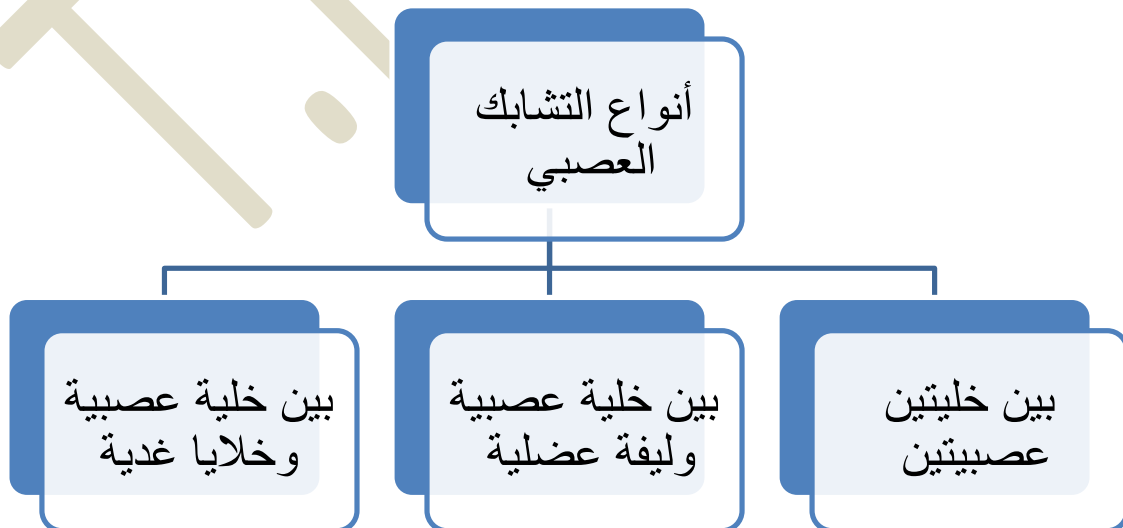 أنواع التشابك
العصبي
بين خليتين
عصبيتين
بين خلية عصبية
وليفة عضلية
بين خلية عصبية
وخلايا غدية